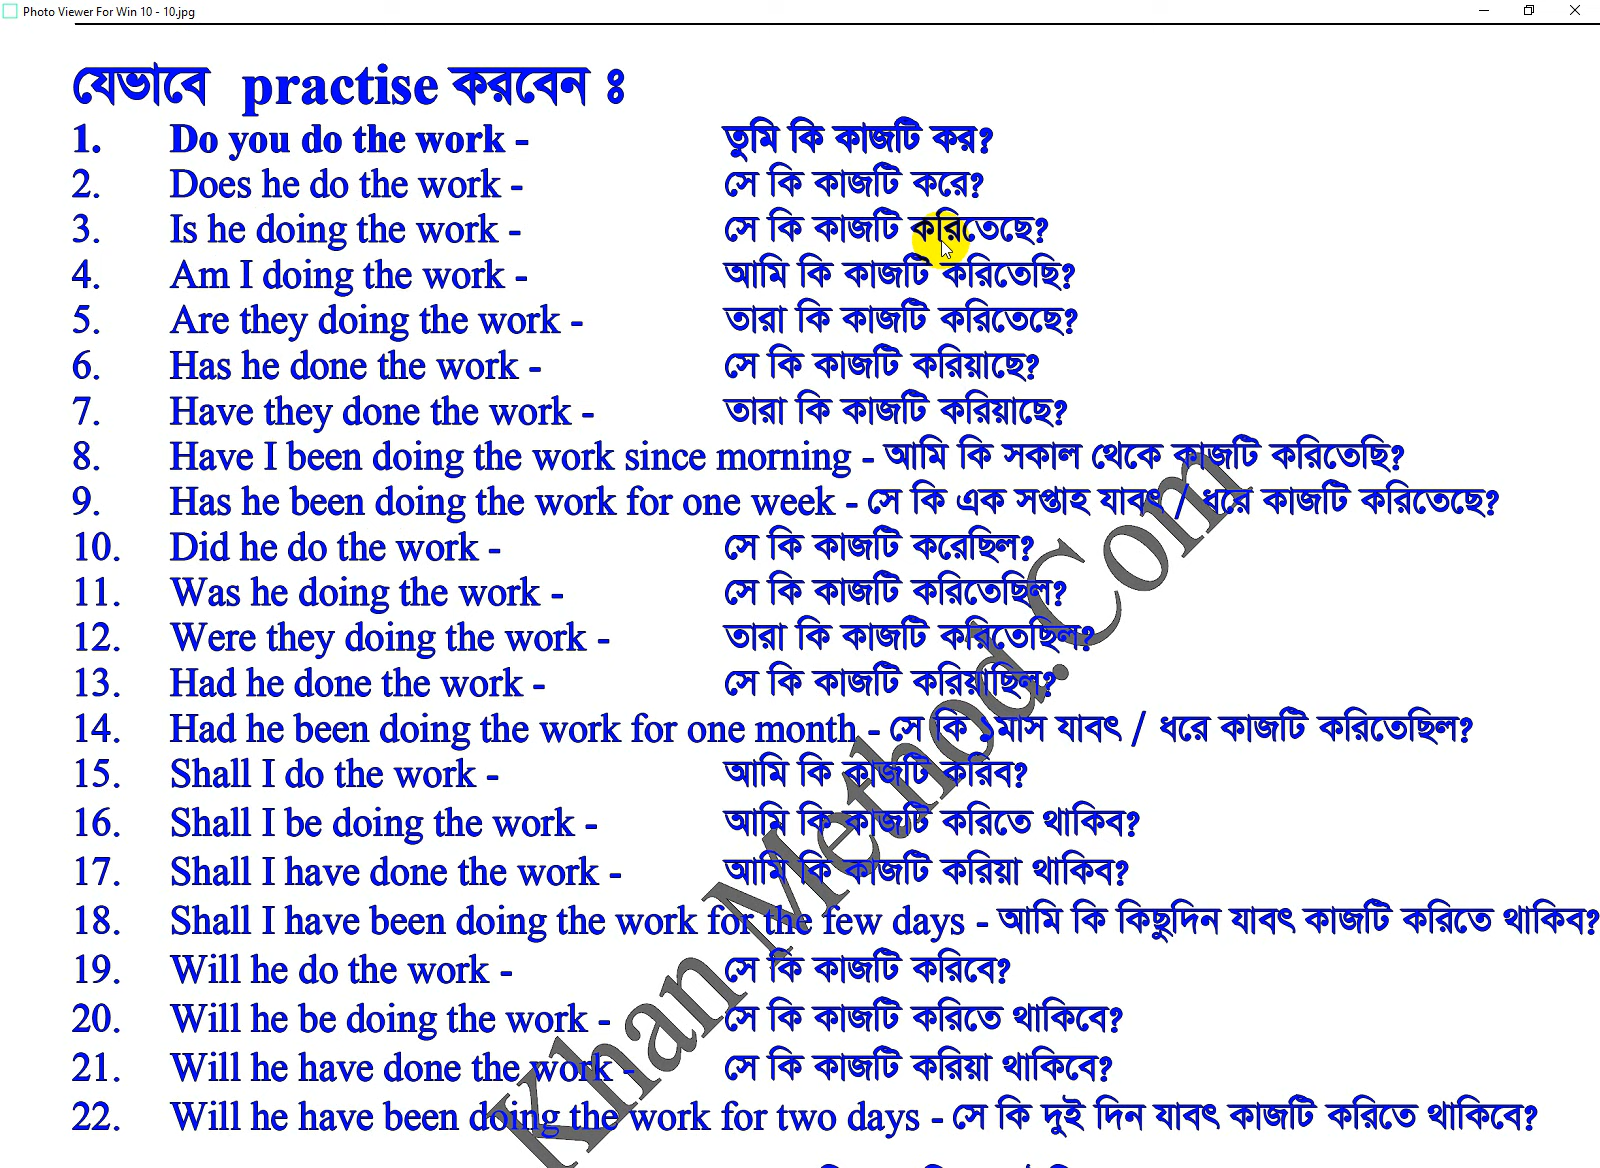 Photo Viewer For Win 10 - 10.jpg
যেভাবে practise করবেন ঃ
1. Do you do the work - তুমি কি কাজটি কর?
2. Does he do the work - সে কি কাজটি করে?
3. Is he doing the work - সে কি কাজটি করিতেছে?
4. Am I doing the work - আমি কি কাজটি করিতেছি?
5. Are they doing the work - তারা কি কাজটি করিতেছে?
6. Has he done the work - সে কি কাজটি করিয়াছে?
7. Have they done the work - তারা কি কাজটি করিয়াছে?
8. Have I been doing the work since morning - আমি কি সকাল থেকে কাজটি করিতেছি?
9. Has he been doing the work for one week - সে কি এক সপ্তাহ যাবৎ / ধরে কাজটি করিতেছে?
10. Did he do the work - সে কি কাজটি করেছিল?
11. Was he doing the work - সে কি কাজটি করিতেছিল?
12. Were they doing the work - তারা কি কাজটি করিতেছিল?
13. Had he done the work - সে কি কাজটি করিয়াছিল?
14. Had he been doing the work for one month - সে কি ১মাস যাবৎ / ধরে কাজটি করিতেছিল?
15. Shall I do the work - আমি কি কাজটি করিব?
16. Shall I be doing the work - আমি কি কাজটি করিতে থাকিব?
17. Shall I have done the work - আমি কি কাজটি করিয়া থাকিব?
18. Shall I have been doing the work for the few days - আমি কি কিছুদিন যাবৎ কাজটি করিতে থাকিব?
19. Will he do the work - সে কি কাজটি করিবে?
20. Will he be doing the work - সে কি কাজটি করিতে থাকিবে?
21. Will he have done the work - সে কি কাজটি করিয়া থাকিবে?
22. Will he have been doing the work for two days - সে কি দুই দিন যাবৎ কাজটি করিতে থাকিবে?
Khan Method.Com